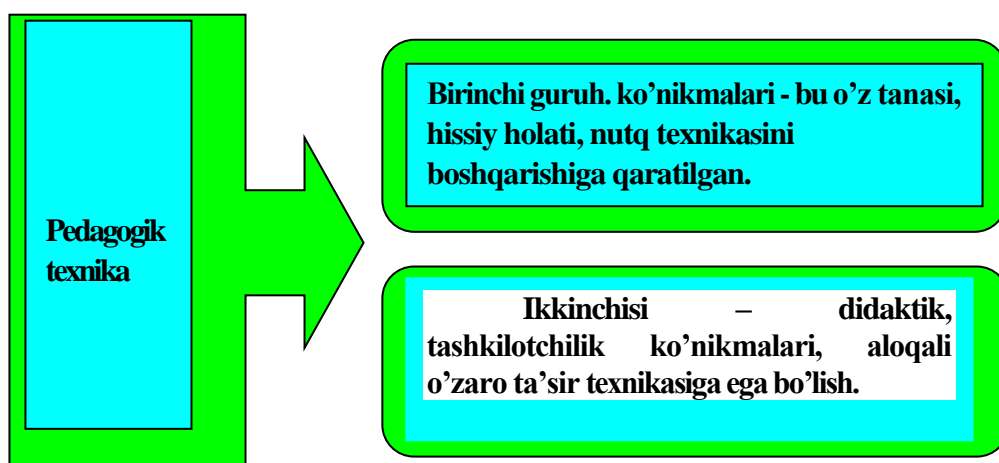 Pedagogik
texnika
Birinchi guruh. ko’nikmalari - bu o’z tanasi,
hissiy holati, nutq texnikasini
boshqarishiga qaratilgan.
Ikkinchisi – didaktik,
tashkilotchilik ko’nikmalari, aloqali
o’zaro ta’sir texnikasiga ega bo’lish.